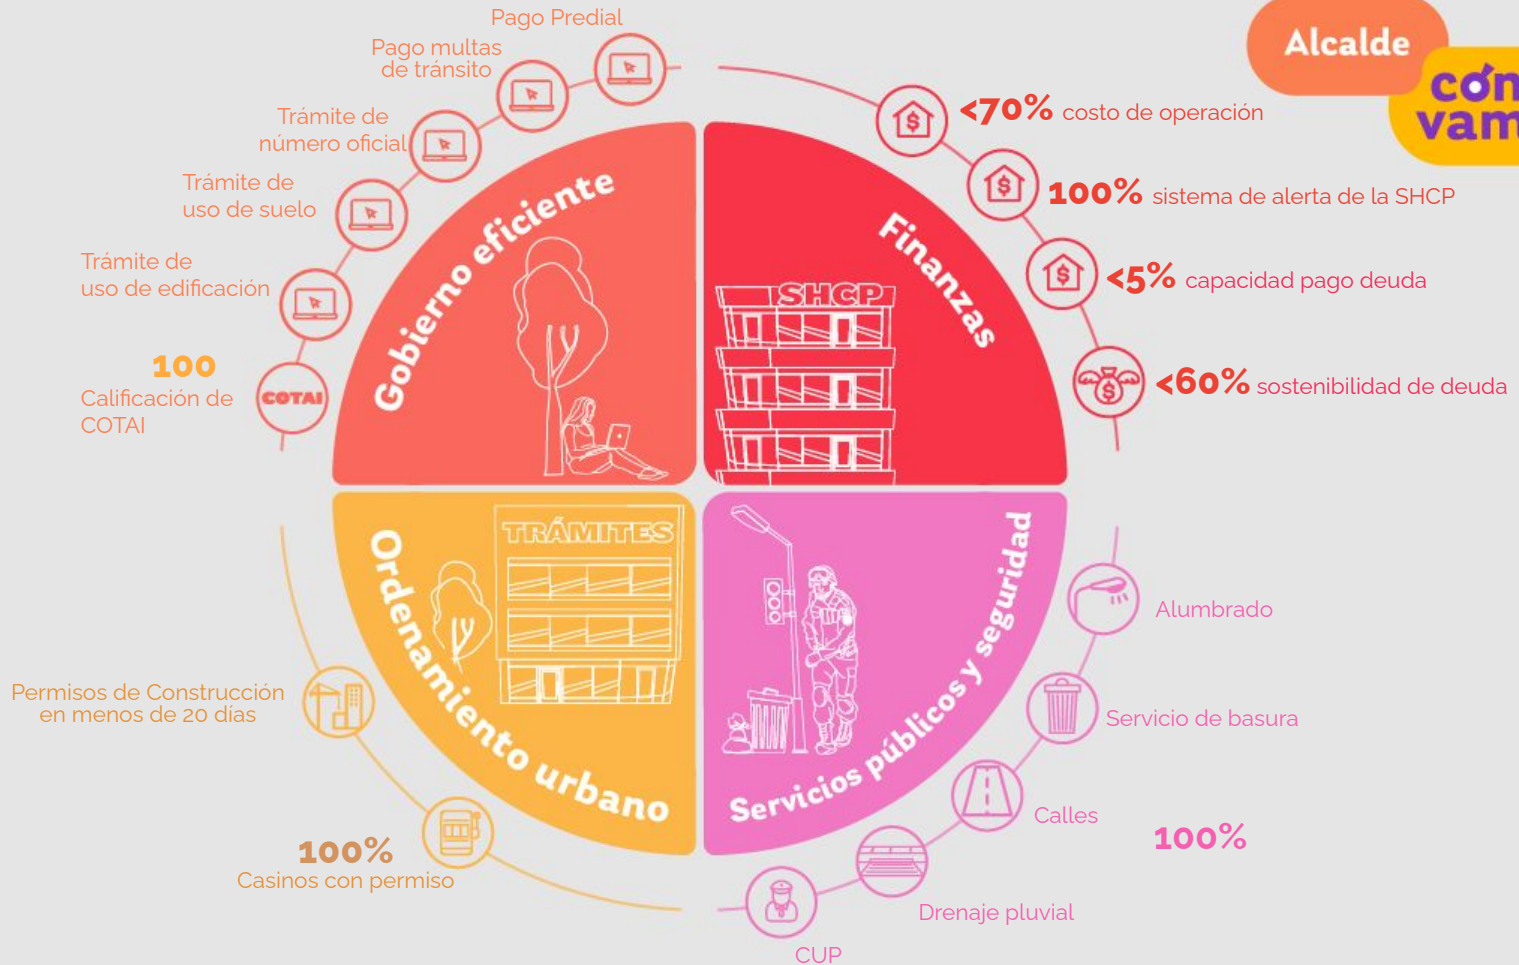 Pago Predial
Pago multas
de tránsito
Trámite de
número oficial
Trámite de
uso de suelo
Trámite de
uso de edificación
100
Calificación de
COTAI
COTAI
Gobierno eficiente
Alcalde
<70% costo de operación
100% sistema de alerta de la SHCP
<5% capacidad pago deuda
<60% sostenibilidad de deuda
Finanzas
SHCP
Ordenamiento urbano
TRÁMITES
Permisos de Construcción
en menos de 20 días
100%
Casinos con permiso
Servicios públicos y seguridad
Alumbrado
Servicio de basura
Calles
100%
Drenaje pluvial
CUP